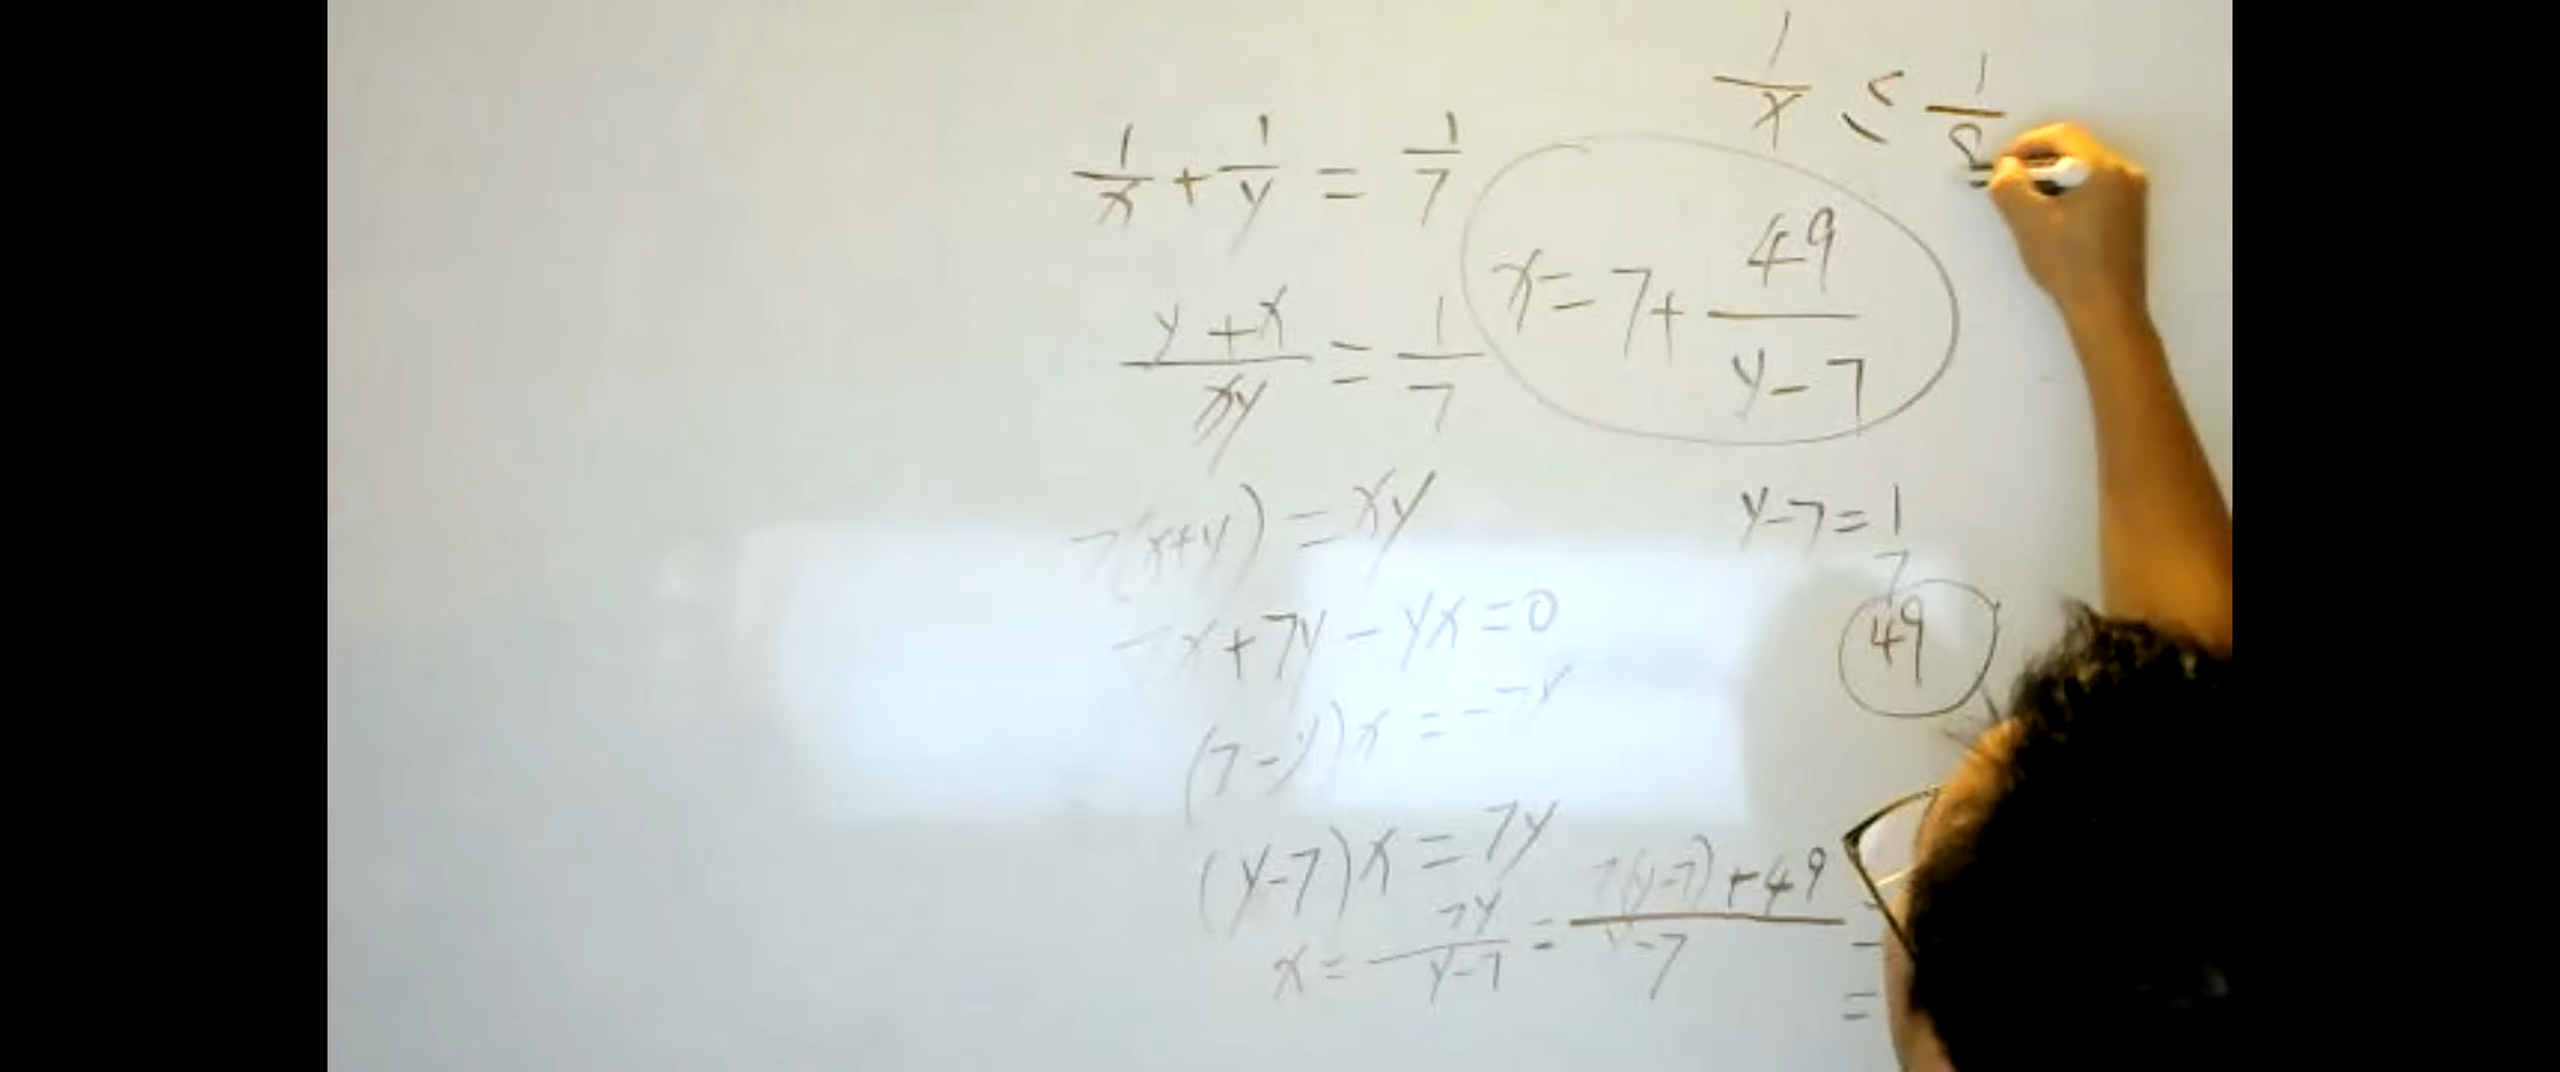 1/x ≤ 1/8
1/x + 1/y = 1/7
x = 7 + 49/(y-7)
(y+x)/xy = 1/7
7(x+y) = xy
y-7=1
7
49
7x+7y-yx=0
(7-y)x=-7y
(y-7)x=7y
x = 7y/(y-7) = (7(y-7)+49)/(y-7)
=